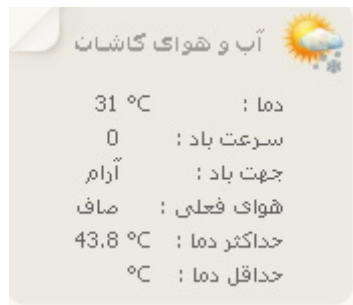 آب و هوای کاشان
دما : 31 °C
سرعت باد : 0
جهت باد : آرام
هوای فعلی : صاف
حداکثر دما : 43.8 °C
حداقل دما : °C